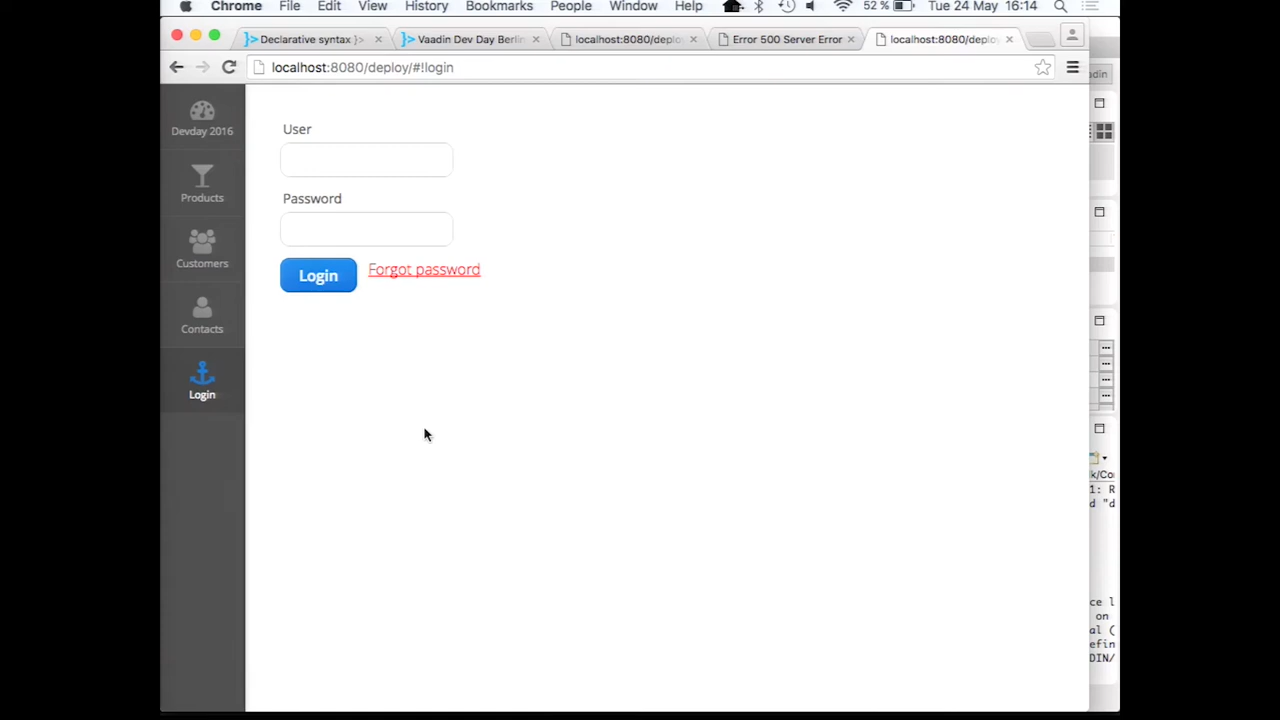 Chrome File Edit View History Bookmarks People Window Help 52 % Tue 24 May 16:14
Declarative syntax Vaadin Dev Day Berlin localhost:8080/deplo Error 500 Server Error localhost:8080/deplo
localhost:8080/deploy/#!login
Devday 2016
Products
Customers
Contacts
Login
User
Password
Login Forgot password